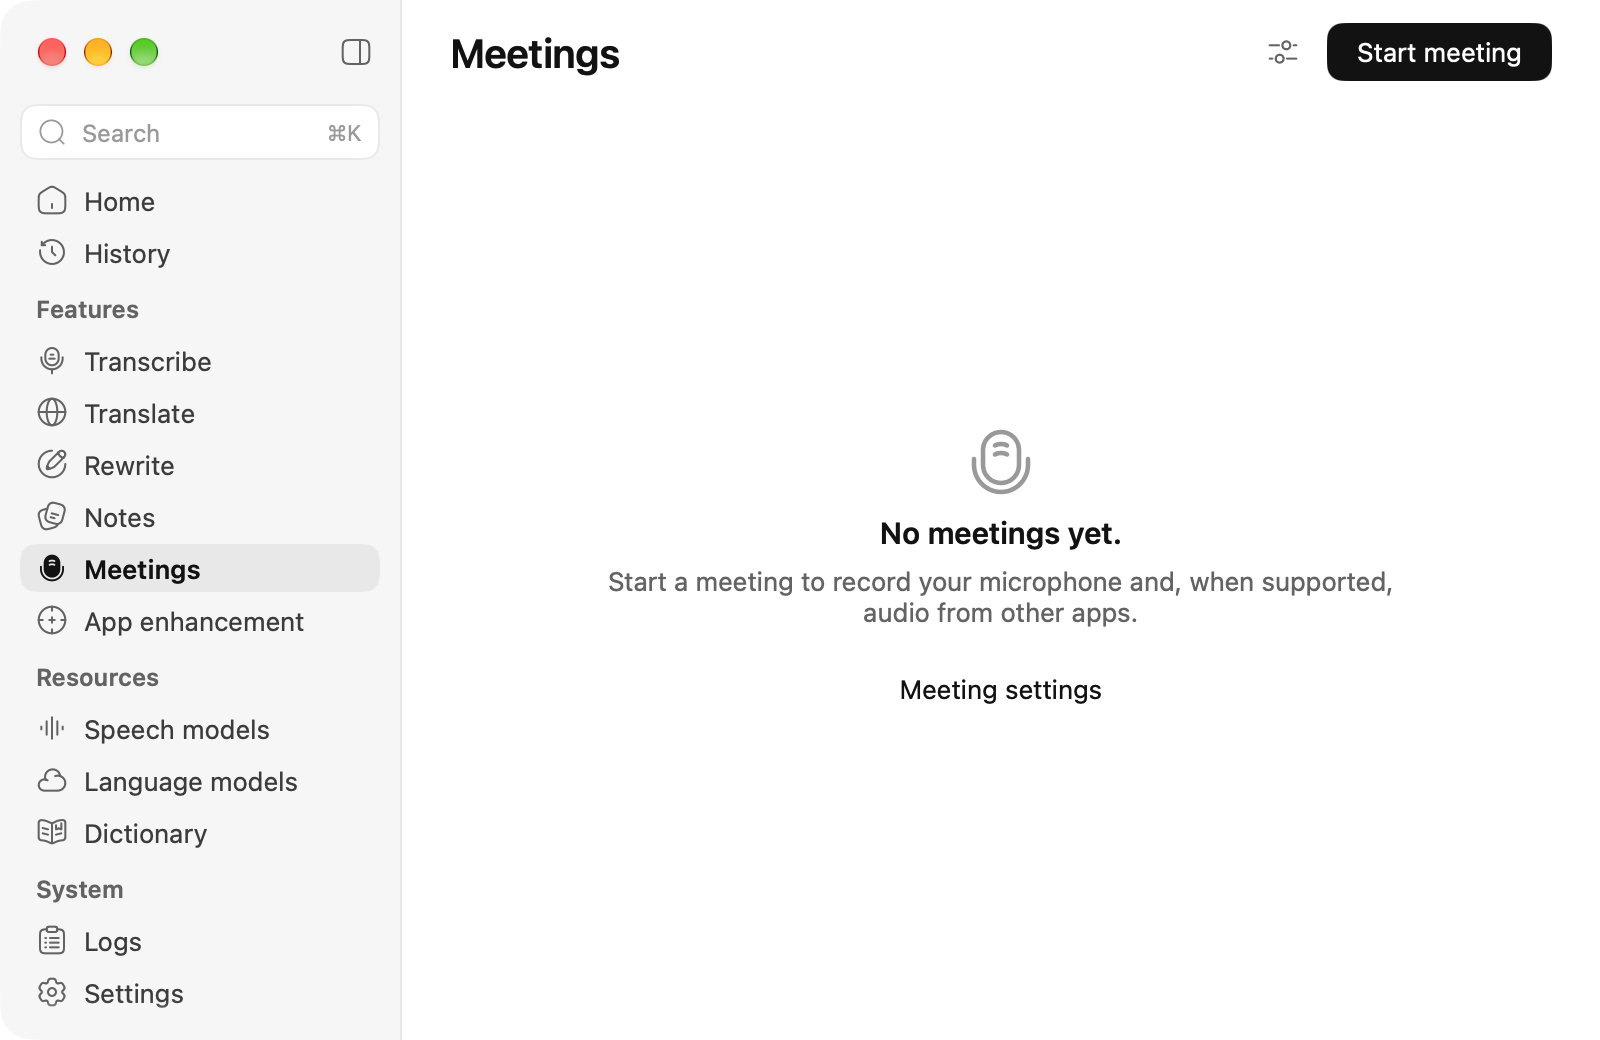 Meetings
Start meeting
Search ⌘K
Home
History
Features
Transcribe
Translate
Rewrite
Notes
Meetings
App enhancement
Resources
Speech models
Language models
Dictionary
System
Logs
Settings
No meetings yet.
Start a meeting to record your microphone and, when supported,
audio from other apps.
Meeting settings